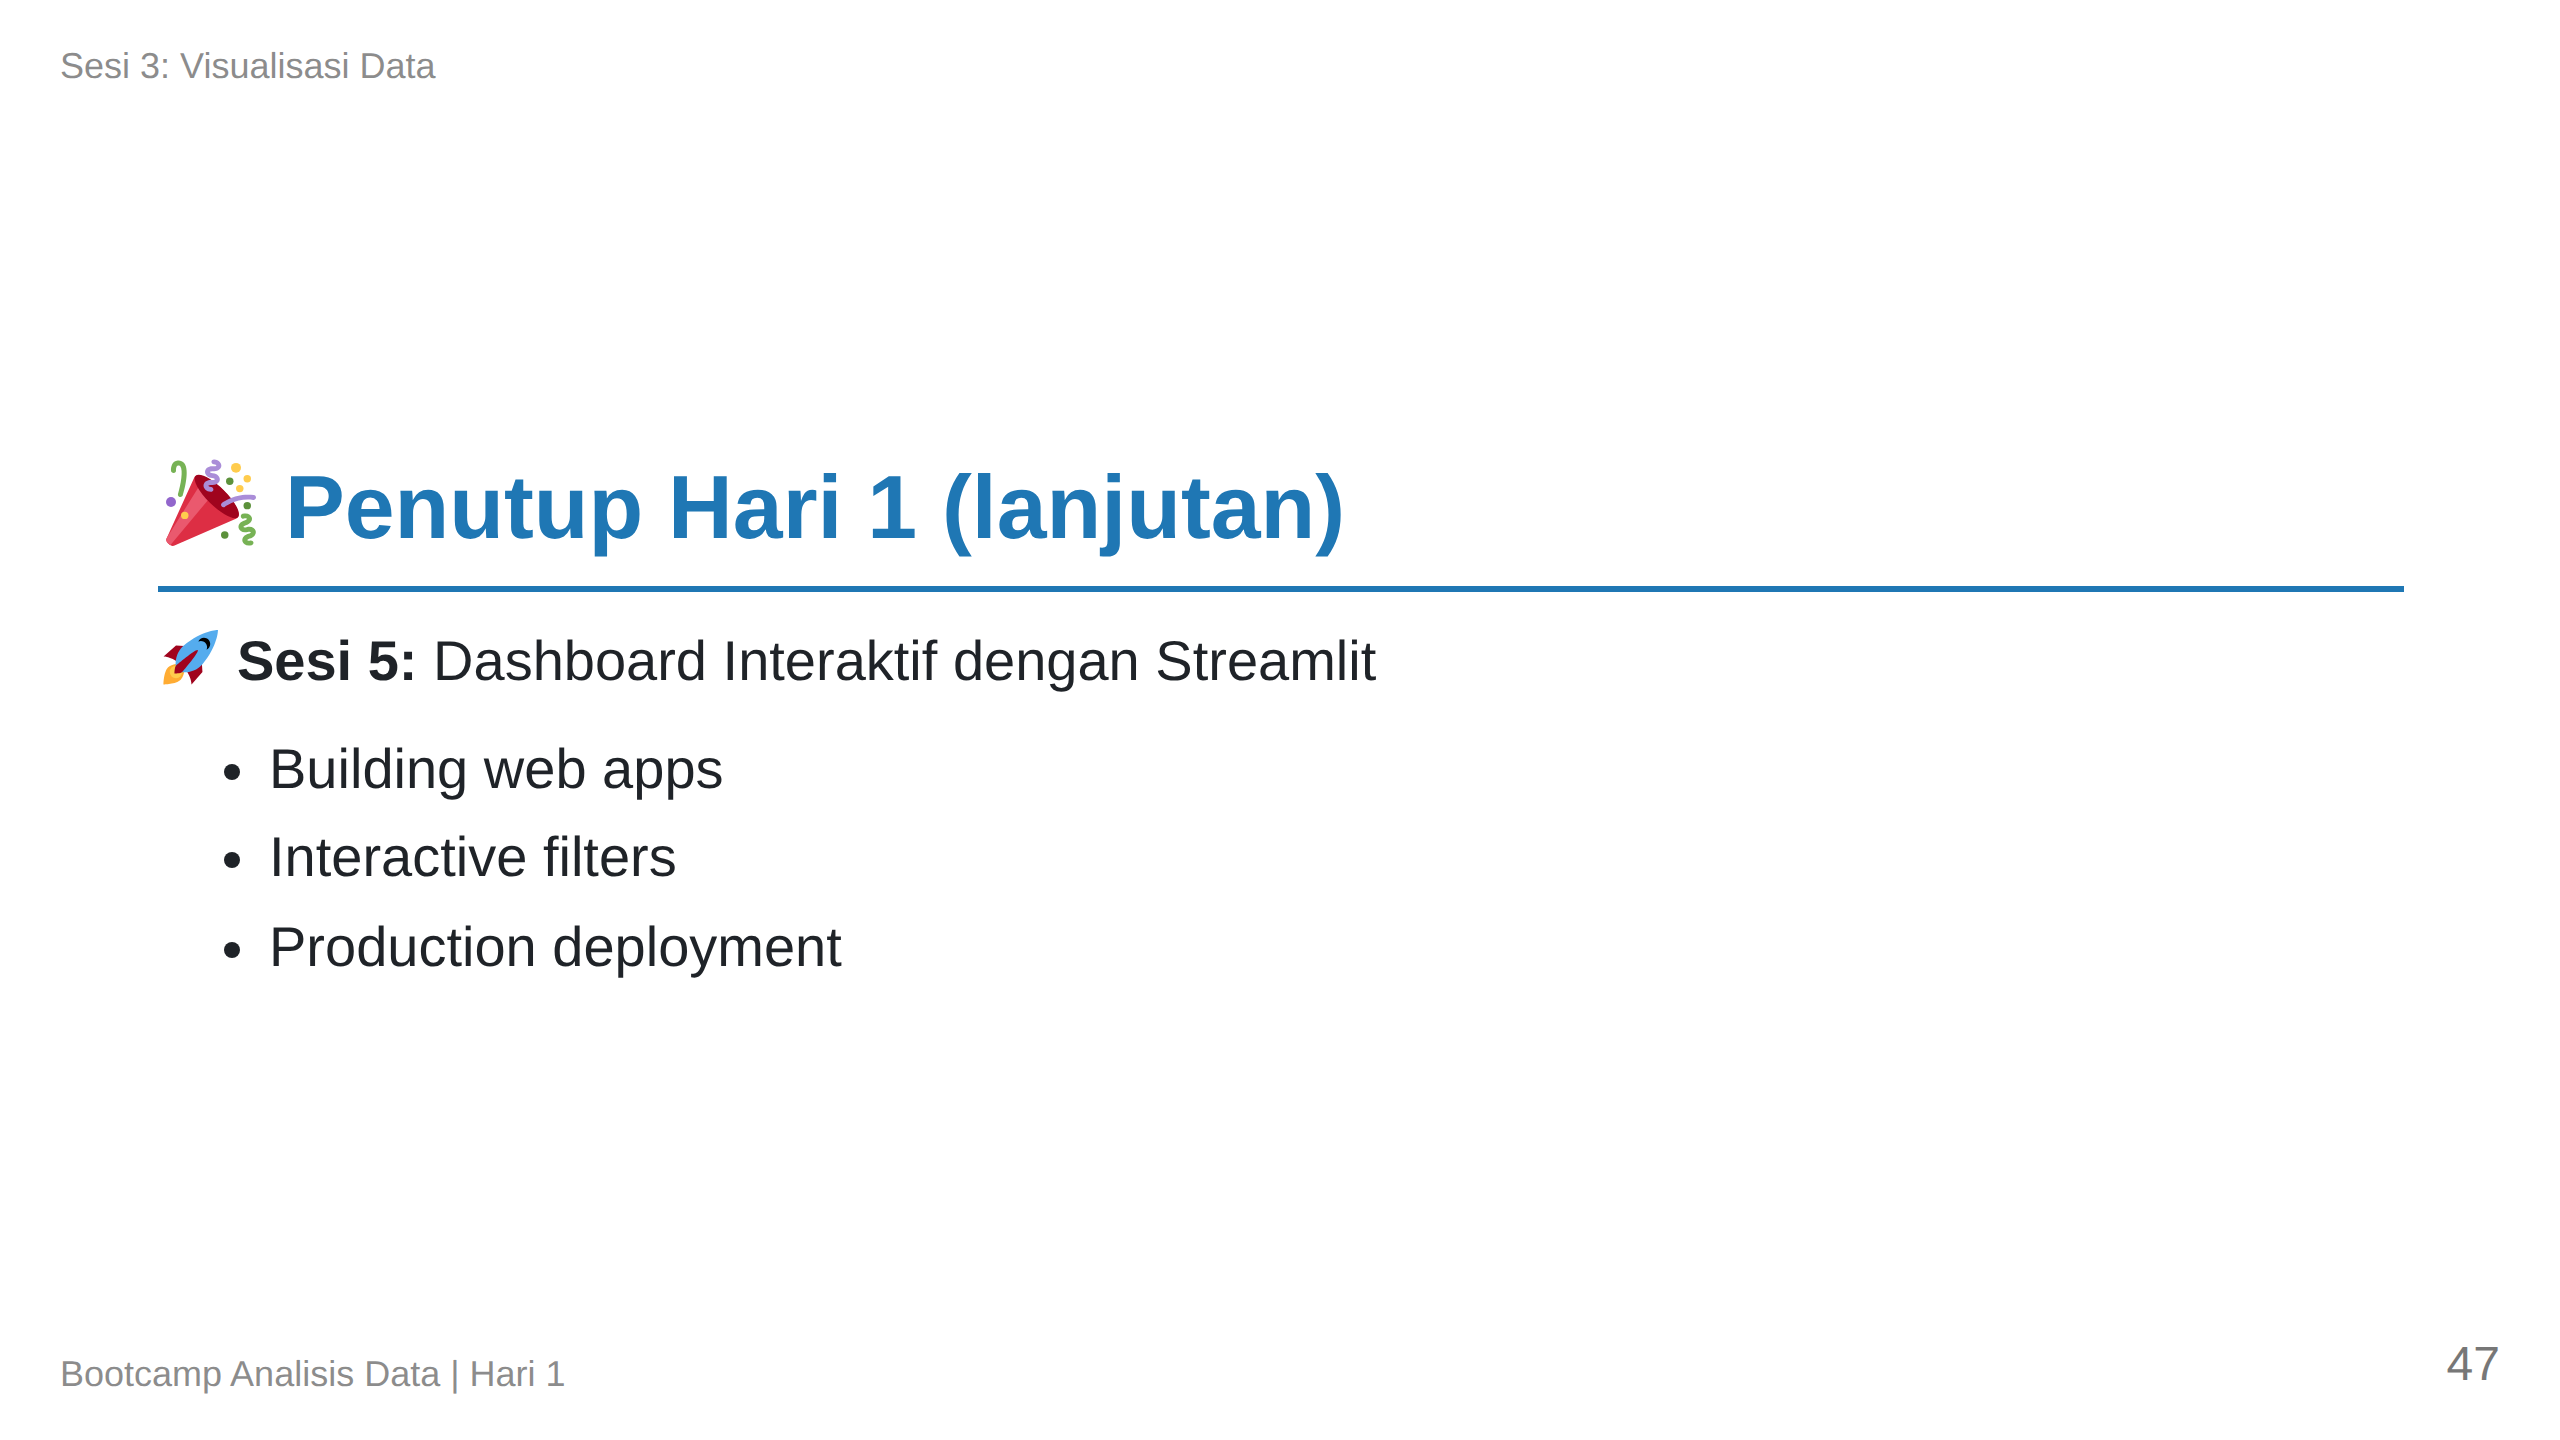 Sesi 3: Visualisasi Data
🎉 Penutup Hari 1 (lanjutan)
🚀 Sesi 5: Dashboard Interaktif dengan Streamlit
• Building web apps
• Interactive filters
• Production deployment
Bootcamp Analisis Data | Hari 1
47